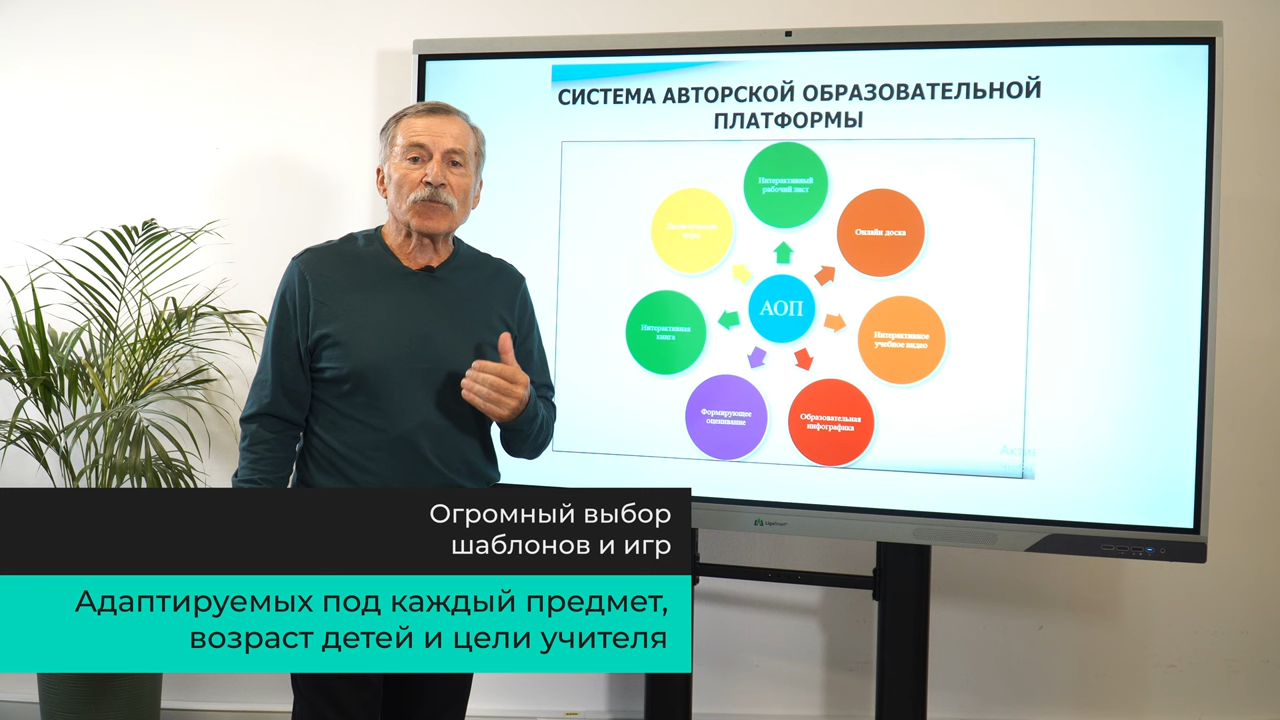 СИСТЕМА АВТОРСКОЙ ОБРАЗОВАТЕЛЬНОЙ
ПЛАТФОРМЫ
Интерактивный
рабочий лист
Онлайн доска
Интерактивное
учебное видео
Образовательная
инфографика
Формирующее
оценивание
Интерактивная
книга
игра
АОП
Огромный выбор
шаблонов и игр
Адаптируемых под каждый предмет,
возраст детей и цели учителя